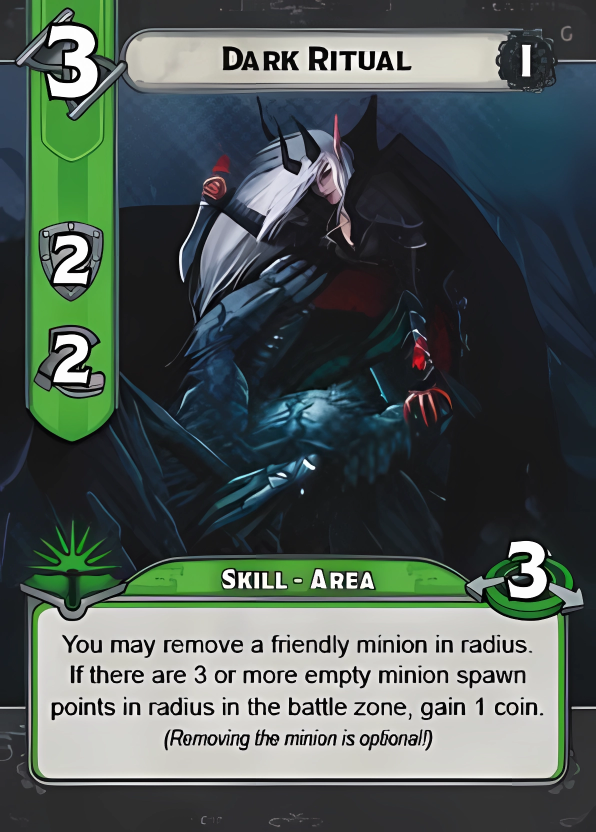 3
DARK RITUAL
I
2
2
SKILL - AREA
3
You may remove a friendly minion in radius.
If there are 3 or more empty minion spawn
points in radius in the battle zone, gain 1 coin.
(Removing the minion is optional!)